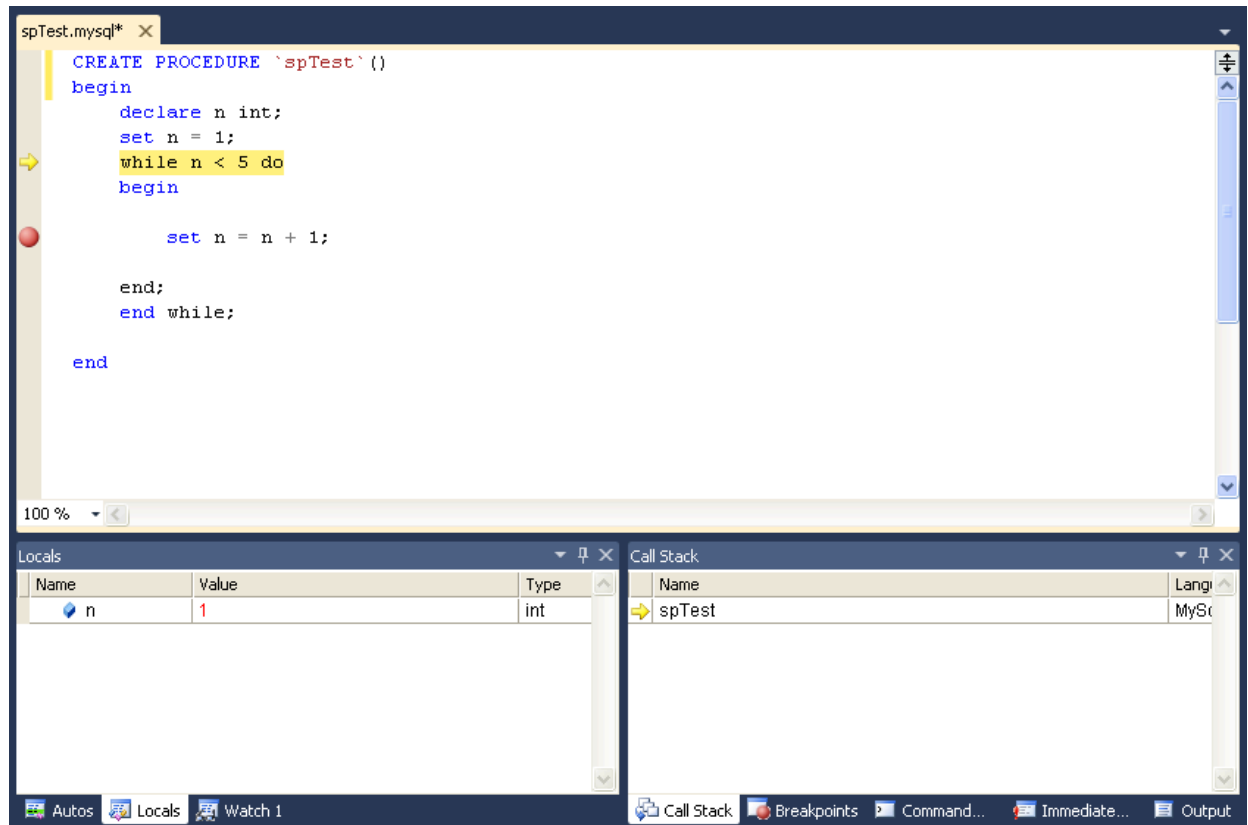 spTest.mysql*
CREATE PROCEDURE `spTest`()
begin
declare n int;
set n = 1;
while n < 5 do
begin
set n = n + 1;
end;
end while;
end
100 %
Locals
Name Value Type
n 1 int
Autos Locals Watch 1
Call Stack
Name Langu
spTest MySq
Call Stack Breakpoints Command... Immediate... Output